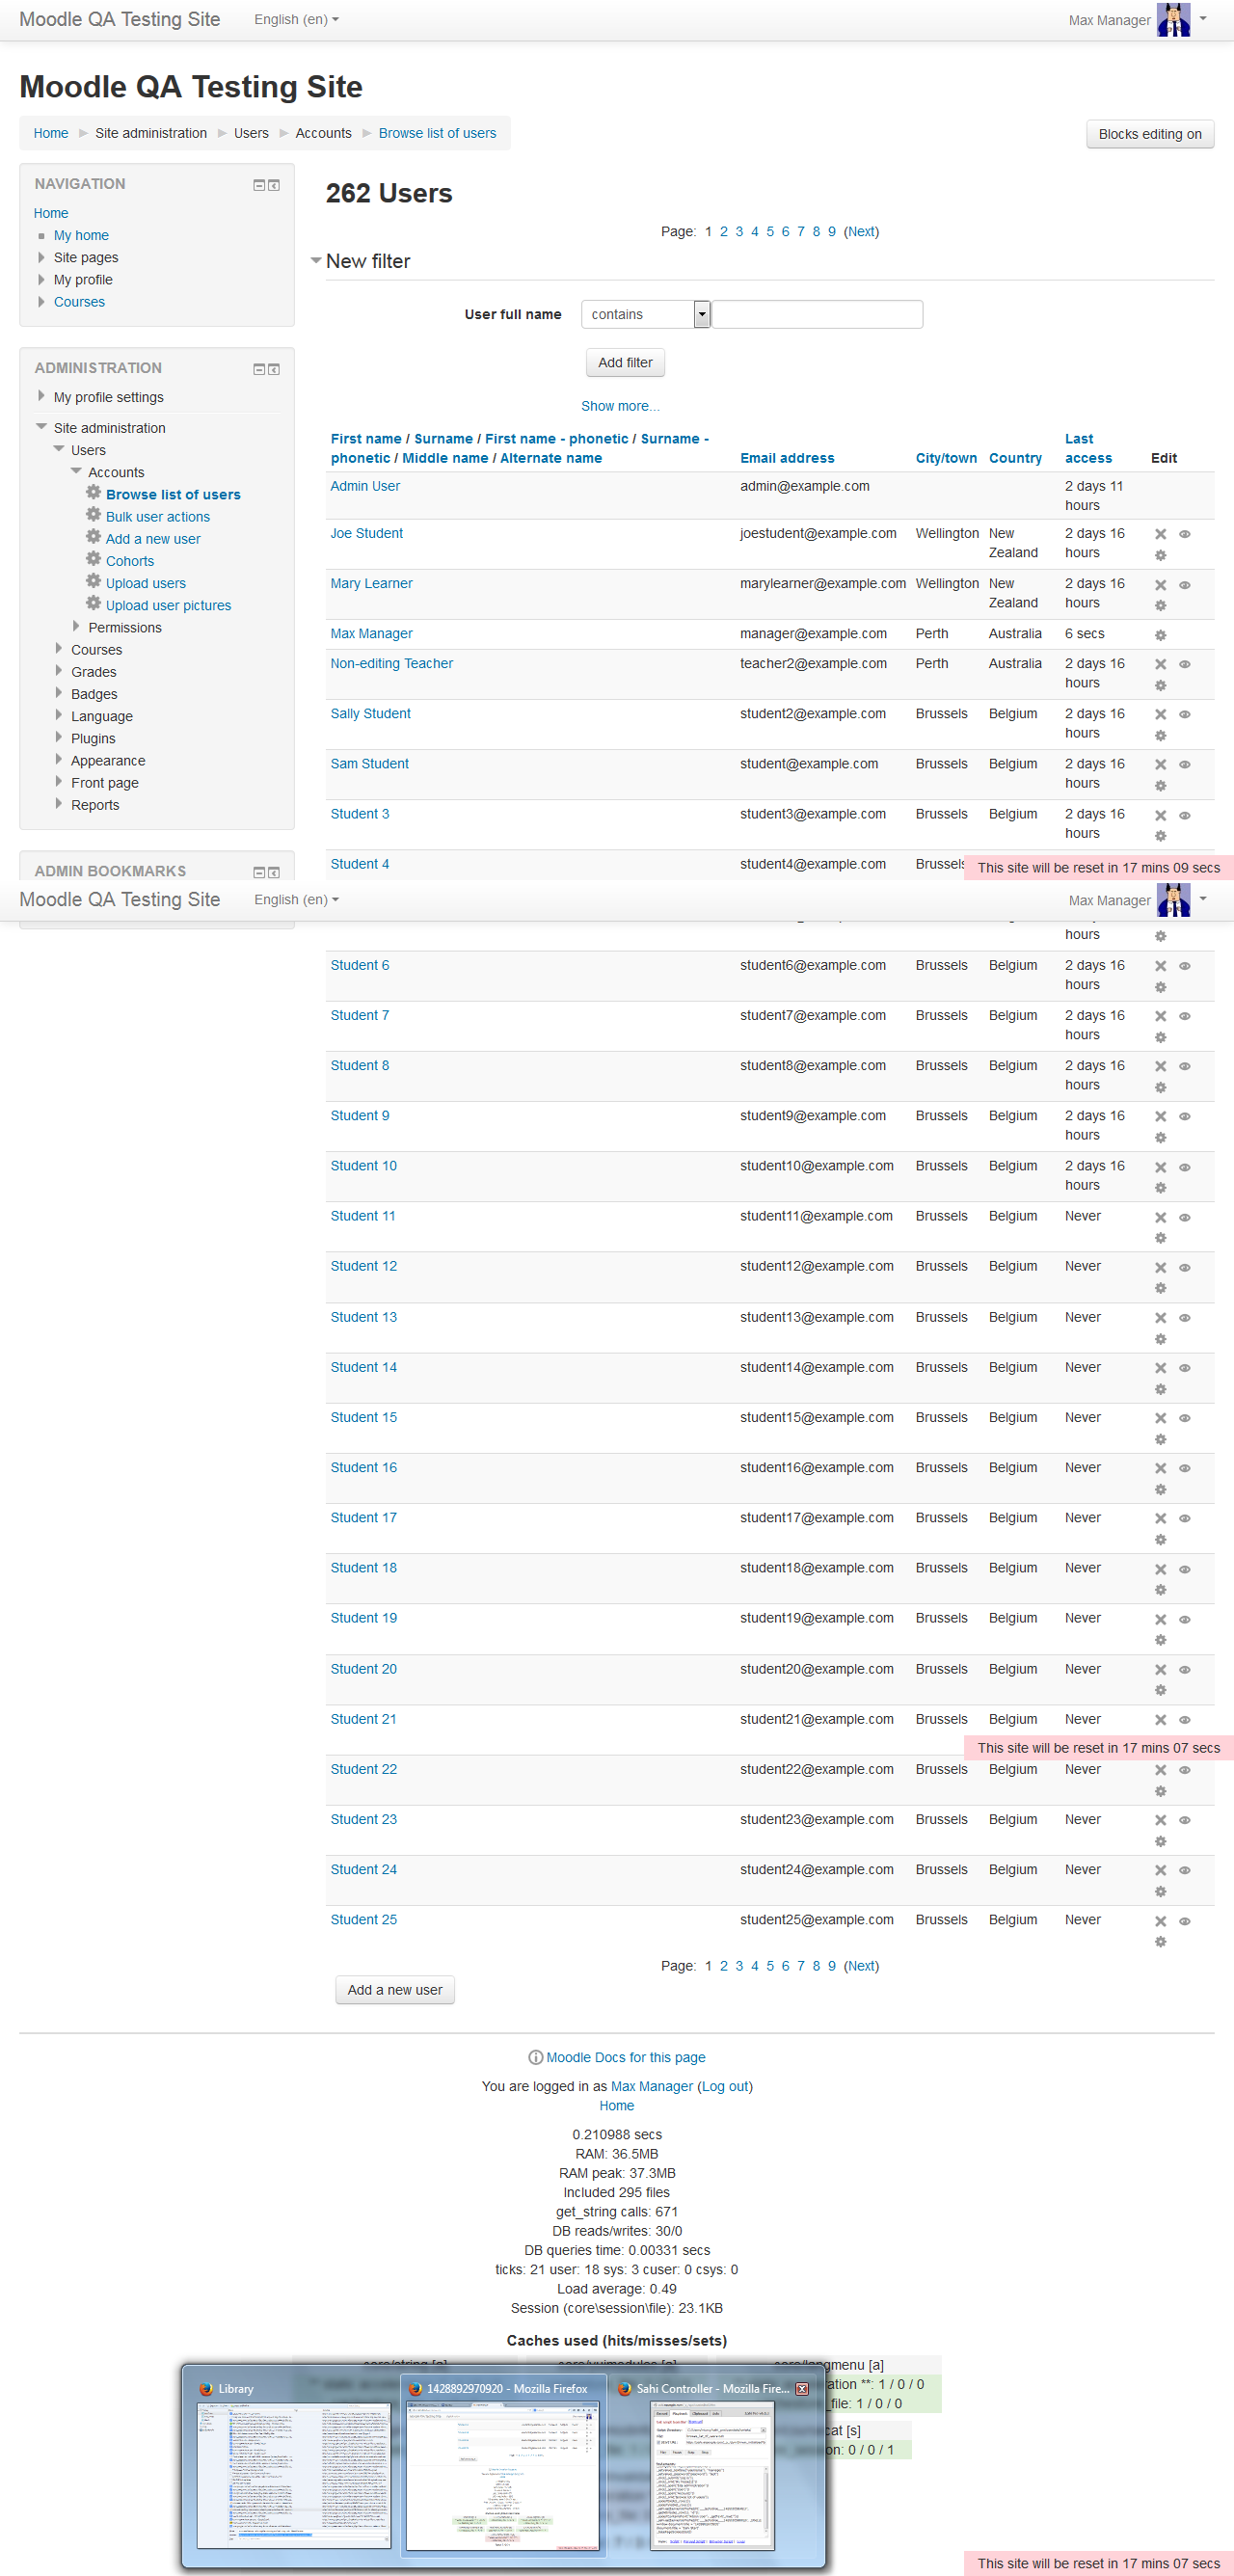 Moodle QA Testing Site English (en) Max Manager
Moodle QA Testing Site
Home Site administration Users Accounts Browse list of users Blocks editing on
NAVIGATION
Home
My home
Site pages
My profile
Courses
ADMINISTRATION
My profile settings
Site administration
Users
Accounts
Browse list of users
Bulk user actions
Add a new user
Cohorts
Upload users
Upload user pictures
Permissions
Courses
Grades
Badges
Language
Plugins
Appearance
Front page
Reports
ADMIN BOOKMARKS
262 Users
Page: 1 2 3 4 5 6 7 8 9 (Next)
New filter
User full name contains
Add filter
Show more...
First name / Surname / First name - phonetic / Surname - Last
phonetic / Middle name / Alternate name Email address City/town Country access Edit
Admin User admin@example.com 2 days 11
hours
Joe Student joestudent@example.com Wellington New 2 days 16
Zealand hours
Mary Learner marylearner@example.com Wellington New 2 days 16
Zealand hours
Max Manager manager@example.com Perth Australia 6 secs
Non-editing Teacher teacher2@example.com Perth Australia 2 days 16
hours
Sally Student student2@example.com Brussels Belgium 2 days 16
hours
Sam Student student@example.com Brussels Belgium 2 days 16
hours
Student 3 student3@example.com Brussels Belgium 2 days 16
hours
Student 4 student4@example.com Brussels
This site will be reset in 17 mins 09 secs
Moodle QA Testing Site English (en) Max Manager
hours
Student 6 student6@example.com Brussels Belgium 2 days 16
hours
Student 7 student7@example.com Brussels Belgium 2 days 16
hours
Student 8 student8@example.com Brussels Belgium 2 days 16
hours
Student 9 student9@example.com Brussels Belgium 2 days 16
hours
Student 10 student10@example.com Brussels Belgium 2 days 16
hours
Student 11 student11@example.com Brussels Belgium Never
Student 12 student12@example.com Brussels Belgium Never
Student 13 student13@example.com Brussels Belgium Never
Student 14 student14@example.com Brussels Belgium Never
Student 15 student15@example.com Brussels Belgium Never
Student 16 student16@example.com Brussels Belgium Never
Student 17 student17@example.com Brussels Belgium Never
Student 18 student18@example.com Brussels Belgium Never
Student 19 student19@example.com Brussels Belgium Never
Student 20 student20@example.com Brussels Belgium Never
Student 21 student21@example.com Brussels Belgium Never
This site will be reset in 17 mins 07 secs
Student 22 student22@example.com Brussels Belgium Never
Student 23 student23@example.com Brussels Belgium Never
Student 24 student24@example.com Brussels Belgium Never
Student 25 student25@example.com Brussels Belgium Never
Page: 1 2 3 4 5 6 7 8 9 (Next)
Add a new user
Moodle Docs for this page
You are logged in as Max Manager (Log out)
Home
0.210988 secs
RAM: 36.5MB
RAM peak: 37.3MB
Included 295 files
get_string calls: 671
DB reads/writes: 30/0
DB queries time: 0.00331 secs
ticks: 21 user: 18 sys: 3 cuser: 0 csys: 0
Load average: 0.49
Session (core\session\file): 23.1KB
Caches used (hits/misses/sets)
Library 1428892970920 - Mozilla Firefox Sahi Controller - Mozilla Fire...
1 / 0 / 0
1 / 0 / 0
[s]
0 / 0 / 1
This site will be reset in 17 mins 07 secs